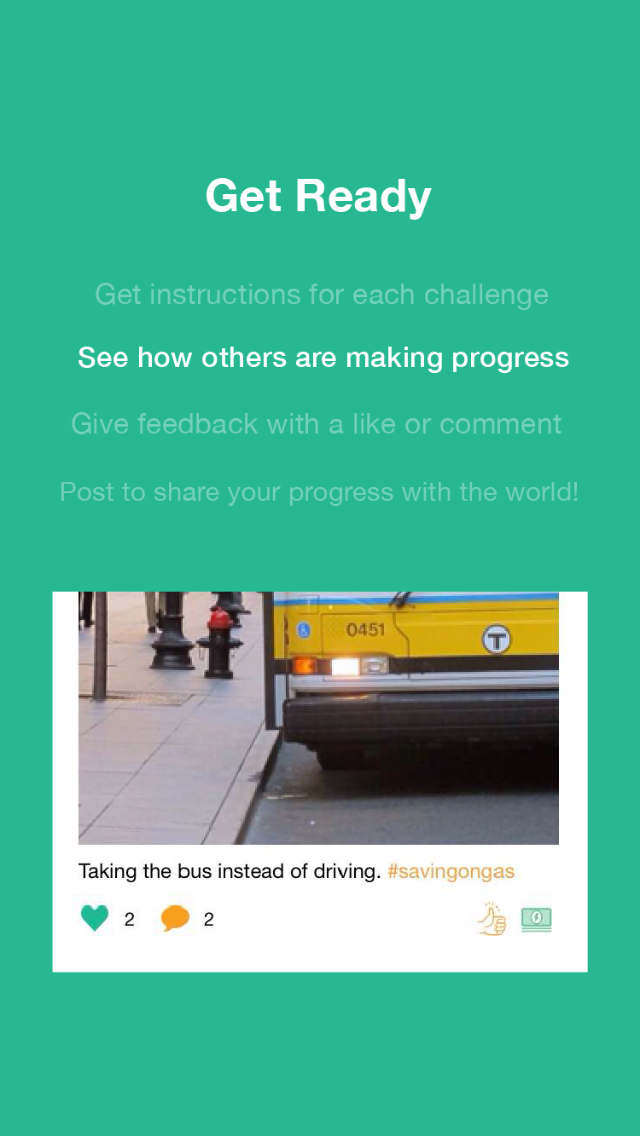 Get Ready
Get instructions for each challenge
See how others are making progress
Give feedback with a like or comment
Post to share your progress with the world!
0451
T
Taking the bus instead of driving. #savingongas
2 2